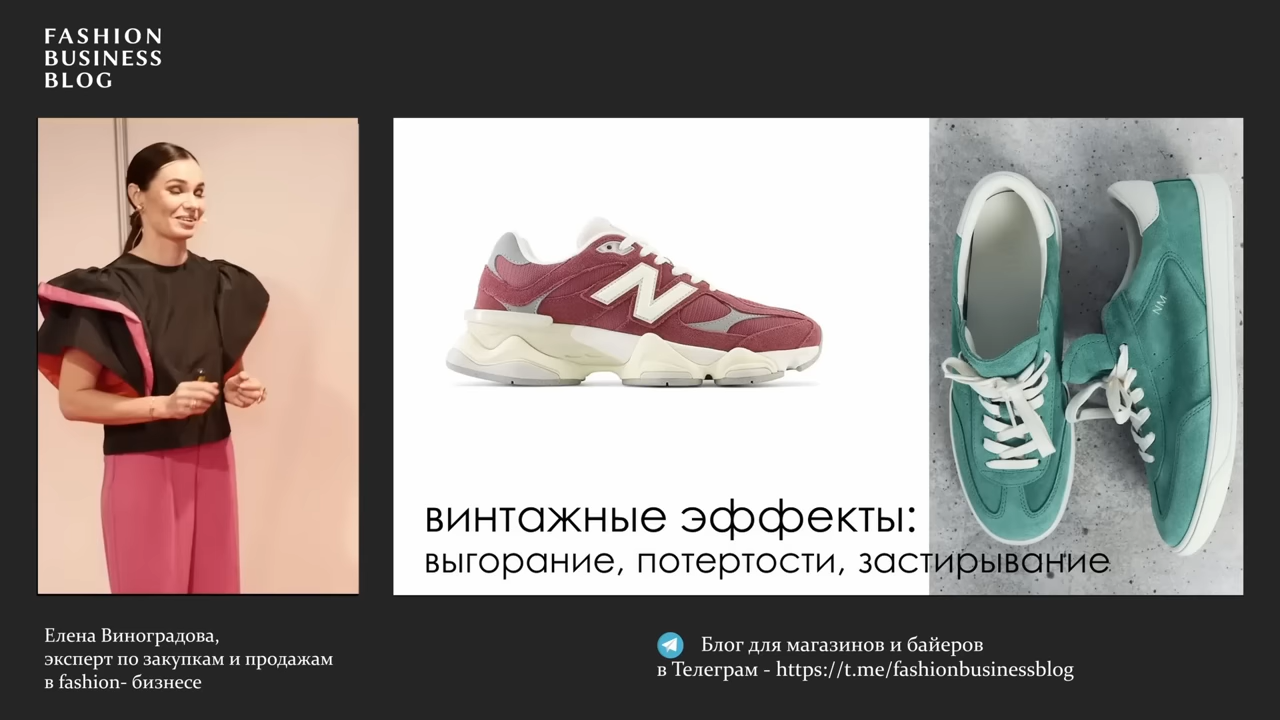 FASHION
BUSINESS
BLOG
N
NM
винтажные эффекты:
выгорание, потертости, застирывание
Елена Виноградова,
эксперт по закупкам и продажам
в fashion- бизнесе
Блог для магазинов и байеров
в Телеграм - https://t.me/fashionbusinessblog